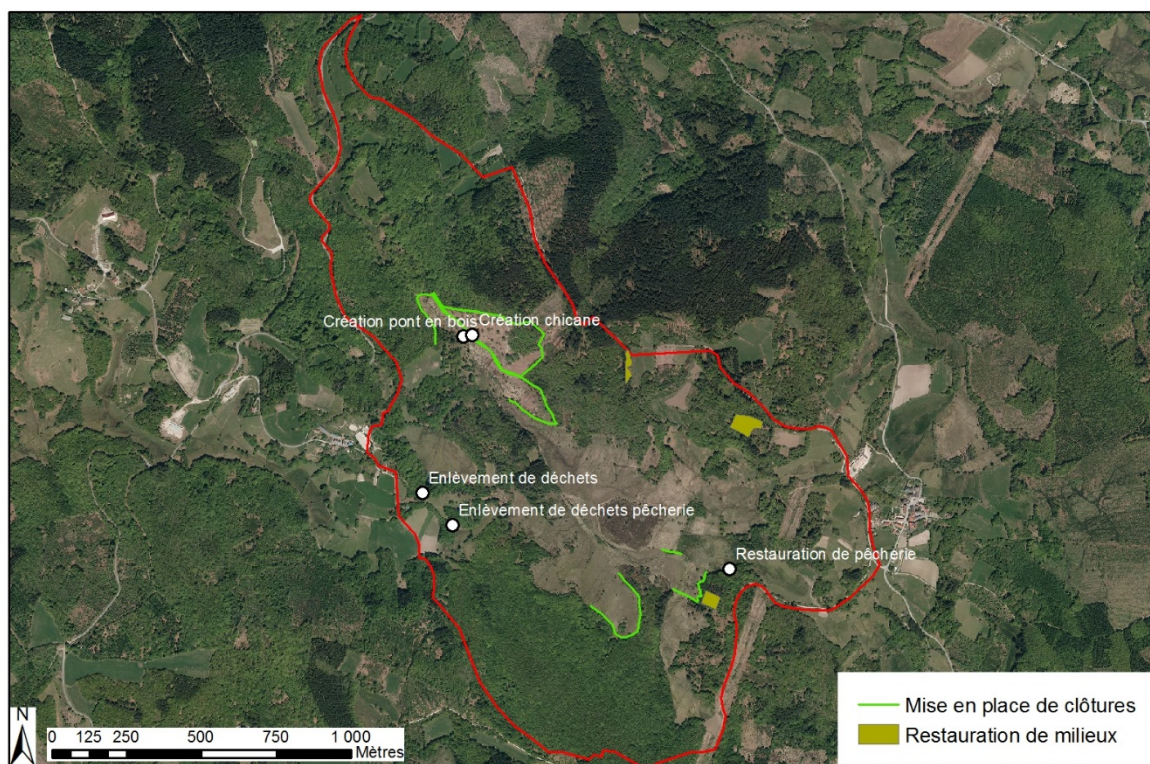 Création pont en bois
Création chicane
Enlèvement de déchets
Enlèvement de déchets pêcherie
Restauration de pêcherie
N
0 125 250 500 750 1 000
Mètres
Mise en place de clôtures
Restauration de milieux